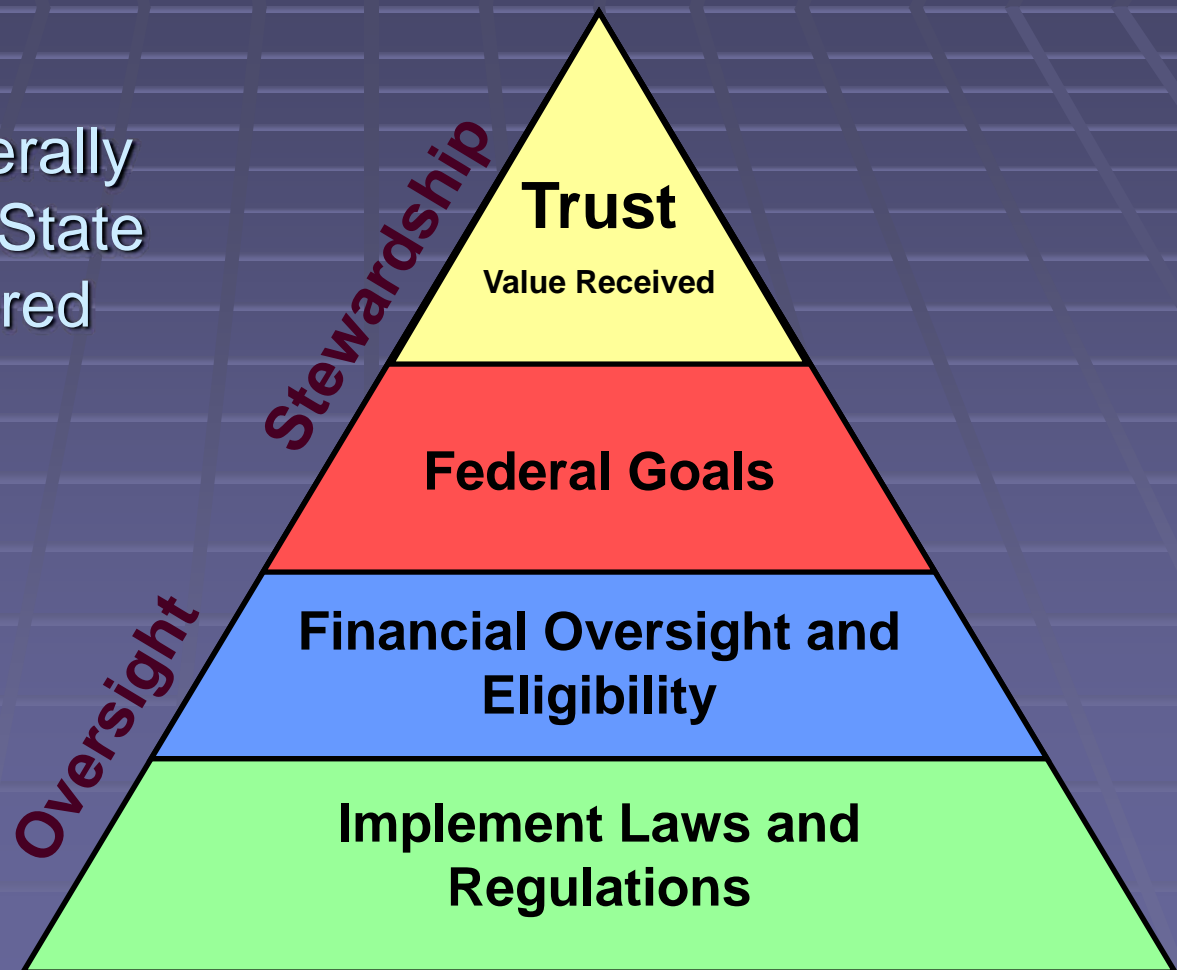 erally
State
red
Stewardship
Oversight
Trust
Value Received
Federal Goals
Financial Oversight and
Eligibility
Implement Laws and
Regulations